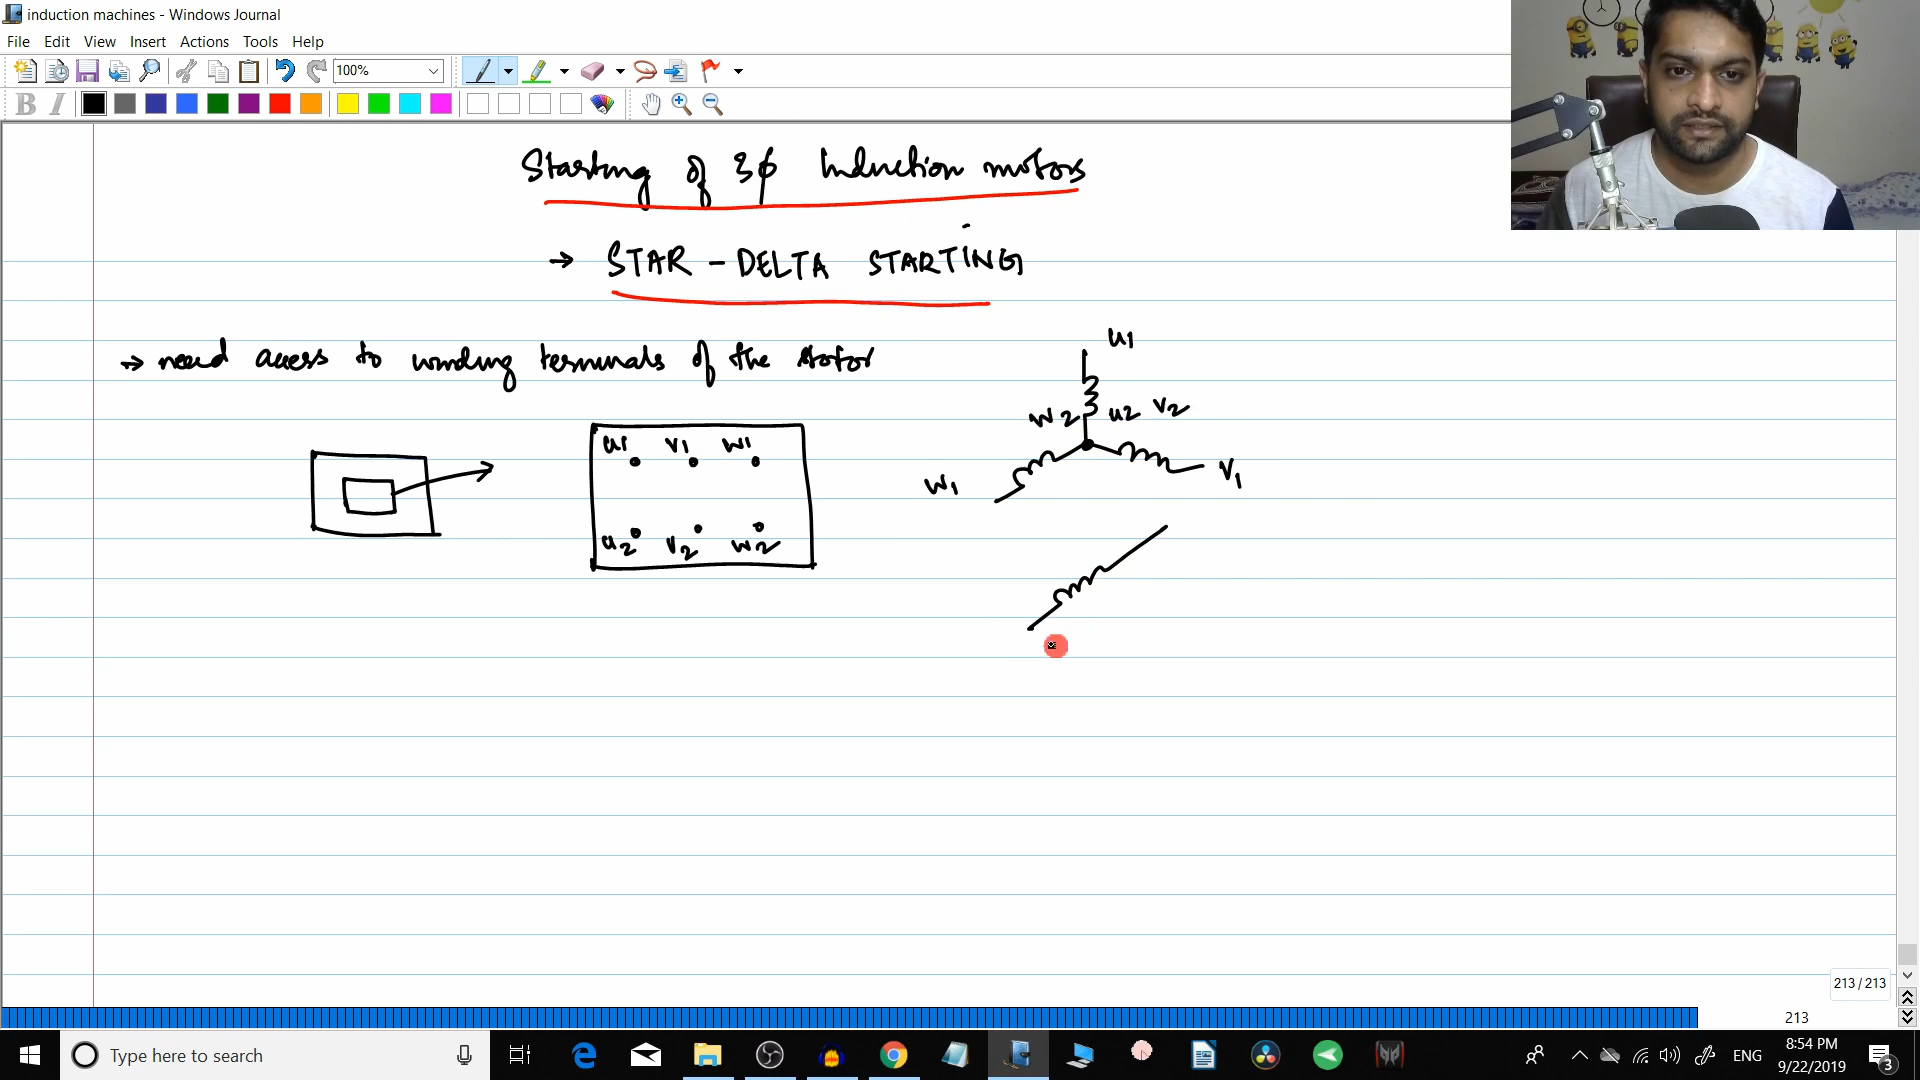 induction machines - Windows Journal
File Edit View Insert Actions Tools Help
100%
B I
Starting of 3φ Induction motors
→ STAR - DELTA STARTING
→ need access to winding terminals of the stator
U1
W2 U2 V2
W1 V1
U1 V1 W1
U2 V2 W2
213 / 213
213
Type here to search
ENG
8:54 PM
9/22/2019
3